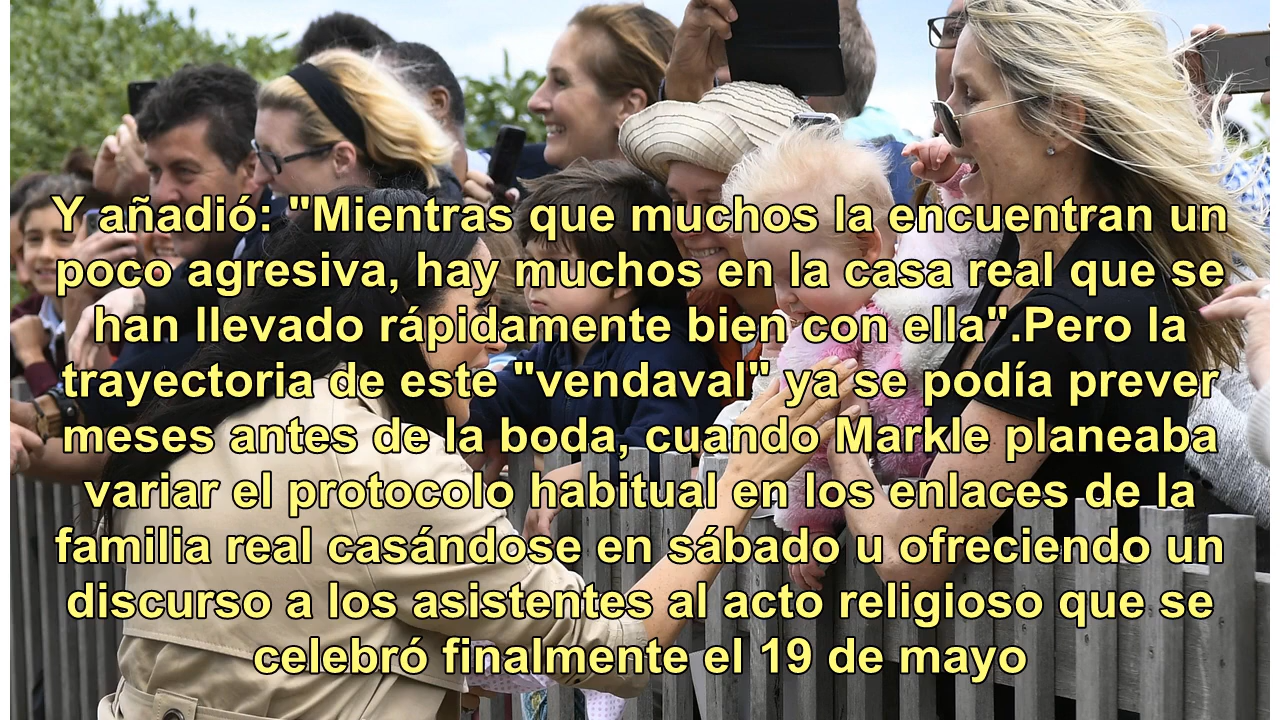 Y añadió: "Mientras que muchos la encuentran un
poco agresiva, hay muchos en la casa real que se
han llevado rápidamente bien con ella".Pero la
trayectoria de este "vendaval" ya se podía prever
meses antes de la boda, cuando Markle planeaba
variar el protocolo habitual en los enlaces de la
familia real casándose en sábado u ofreciendo un
discurso a los asistentes al acto religioso que se
celebró finalmente el 19 de mayo